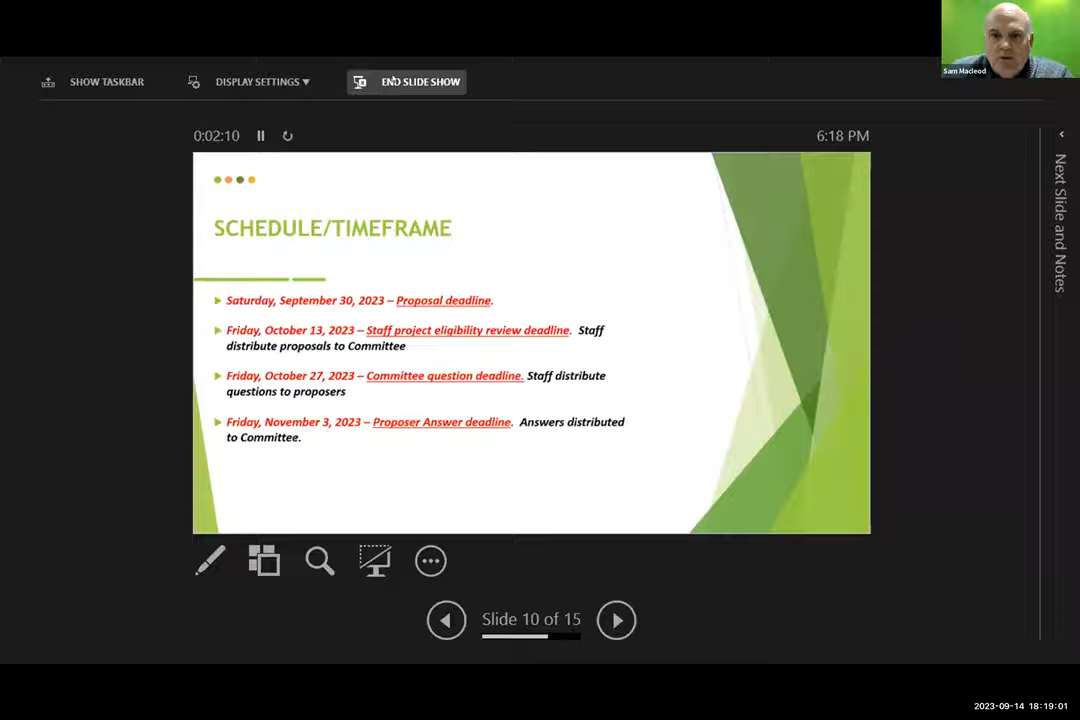 Sam Macleod
SHOW TASKBAR
DISPLAY SETTINGS ▼
END SLIDE SHOW
0:02:10
6:18 PM
SCHEDULE/TIMEFRAME
Saturday, September 30, 2023 – Proposal deadline.
Friday, October 13, 2023 – Staff project eligibility review deadline. Staff
distribute proposals to Committee
Friday, October 27, 2023 – Committee question deadline. Staff distribute
questions to proposers
Friday, November 3, 2023 – Proposer Answer deadline. Answers distributed
to Committee.
Next Slide and Notes
Slide 10 of 15
2023-09-14 18:19:01